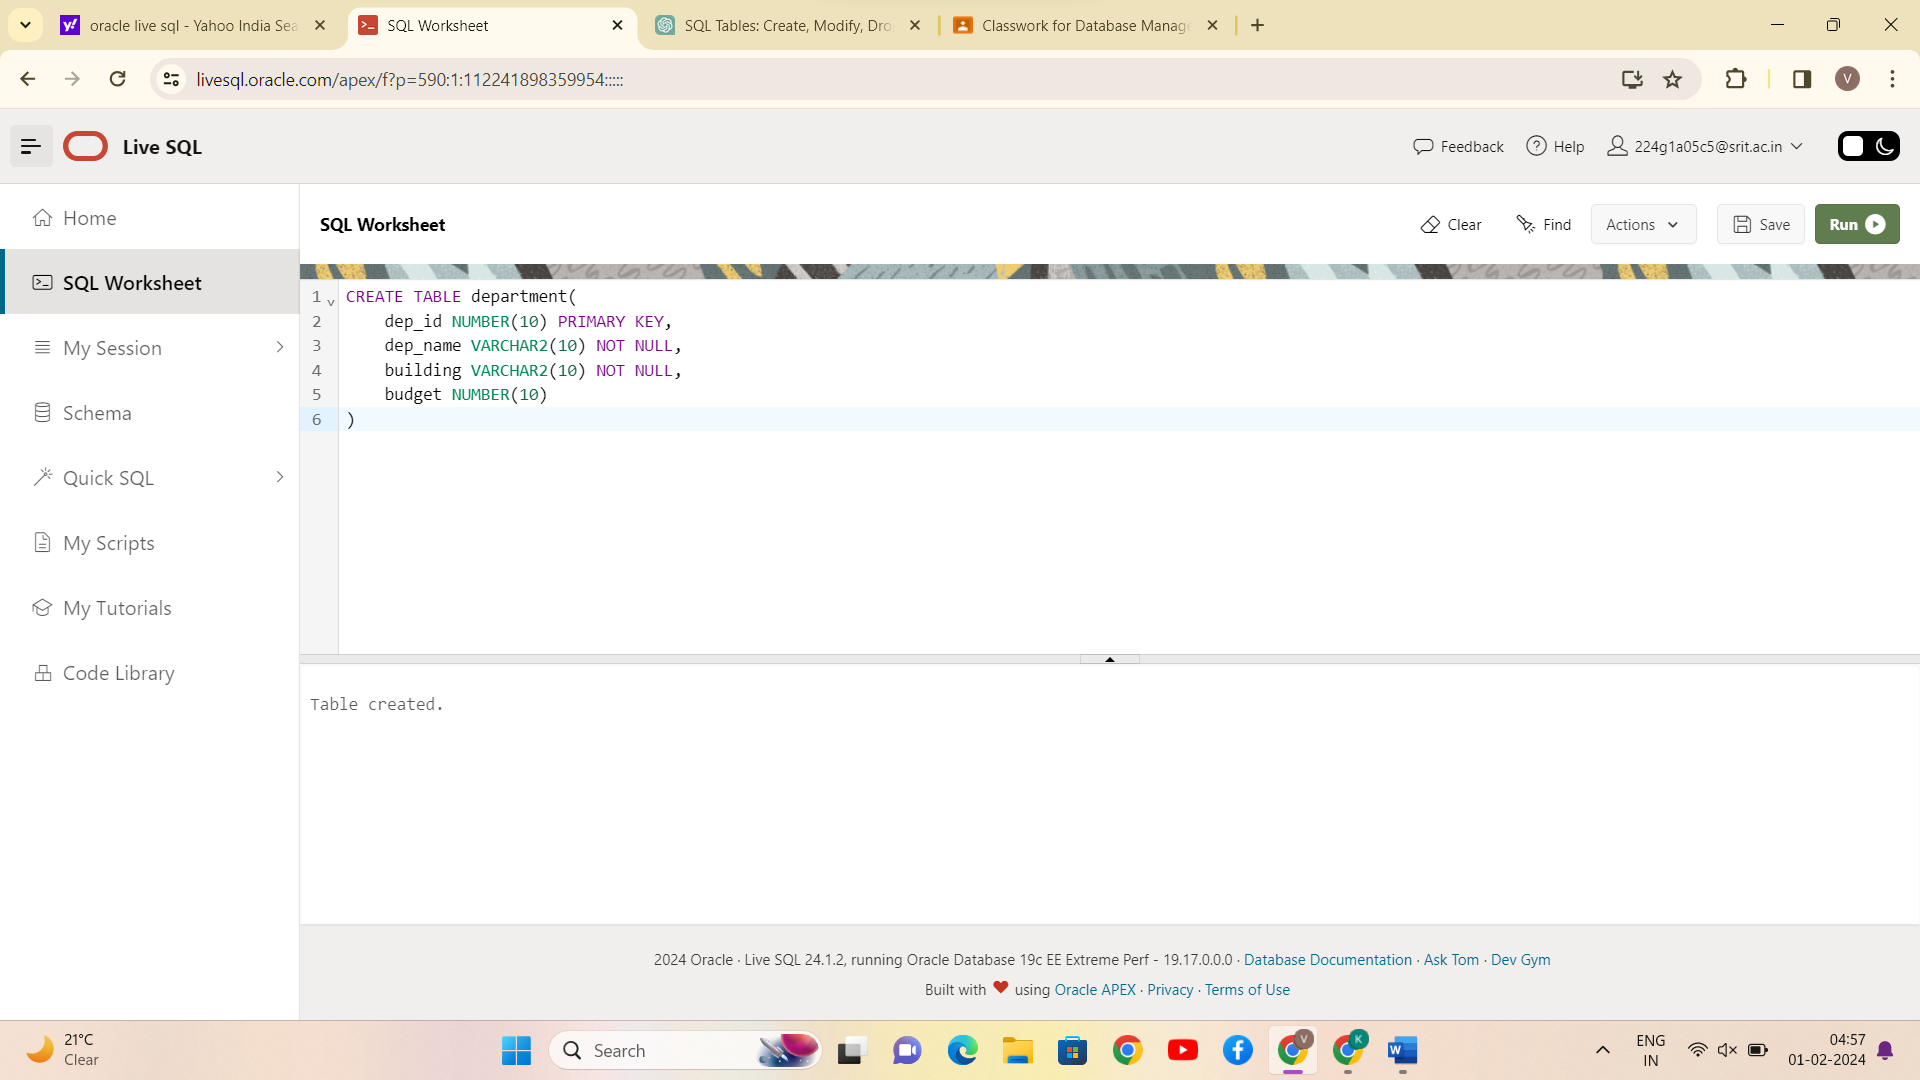 oracle live sql - Yahoo India Sea
SQL Worksheet
SQL Tables: Create, Modify, Dro
Classwork for Database Manage
livesql.oracle.com/apex/f?p=590:1:112241898359954:::::
V
Live SQL
Feedback
Help
224g1a05c5@srit.ac.in
Home
SQL Worksheet
My Session
Schema
Quick SQL
My Scripts
My Tutorials
Code Library
SQL Worksheet
Clear
Find
Actions
Save
Run
1 CREATE TABLE department(
2 dep_id NUMBER(10) PRIMARY KEY,
3 dep_name VARCHAR2(10) NOT NULL,
4 building VARCHAR2(10) NOT NULL,
5 budget NUMBER(10)
6 )
Table created.
2024 Oracle · Live SQL 24.1.2, running Oracle Database 19c EE Extreme Perf - 19.17.0.0.0 · Database Documentation · Ask Tom · Dev Gym
Built with ❤ using Oracle APEX · Privacy · Terms of Use
21°C
Clear
Search
V
K
W
ENG
IN
04:57
01-02-2024